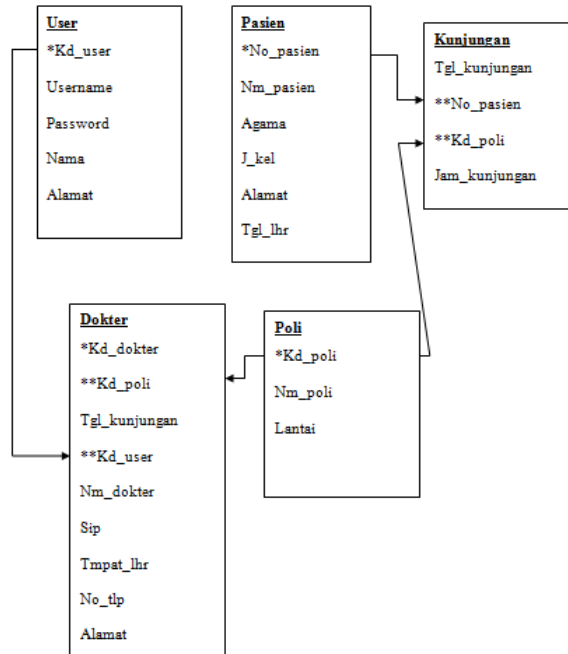 User
*Kd_user
Username
Password
Nama
Alamat
Pasien
*No_pasien
Nm_pasien
Agama
J_kel
Alamat
Tgl_lhr
Kunjungan
Tgl_kunjungan
**No_pasien
**Kd_poli
Jam_kunjungan
Dokter
*Kd_dokter
**Kd_poli
Tgl_kunjungan
**Kd_user
Nm_dokter
Sip
Tmpat_lhr
No_tlp
Alamat
Poli
*Kd_poli
Nm_poli
Lantai